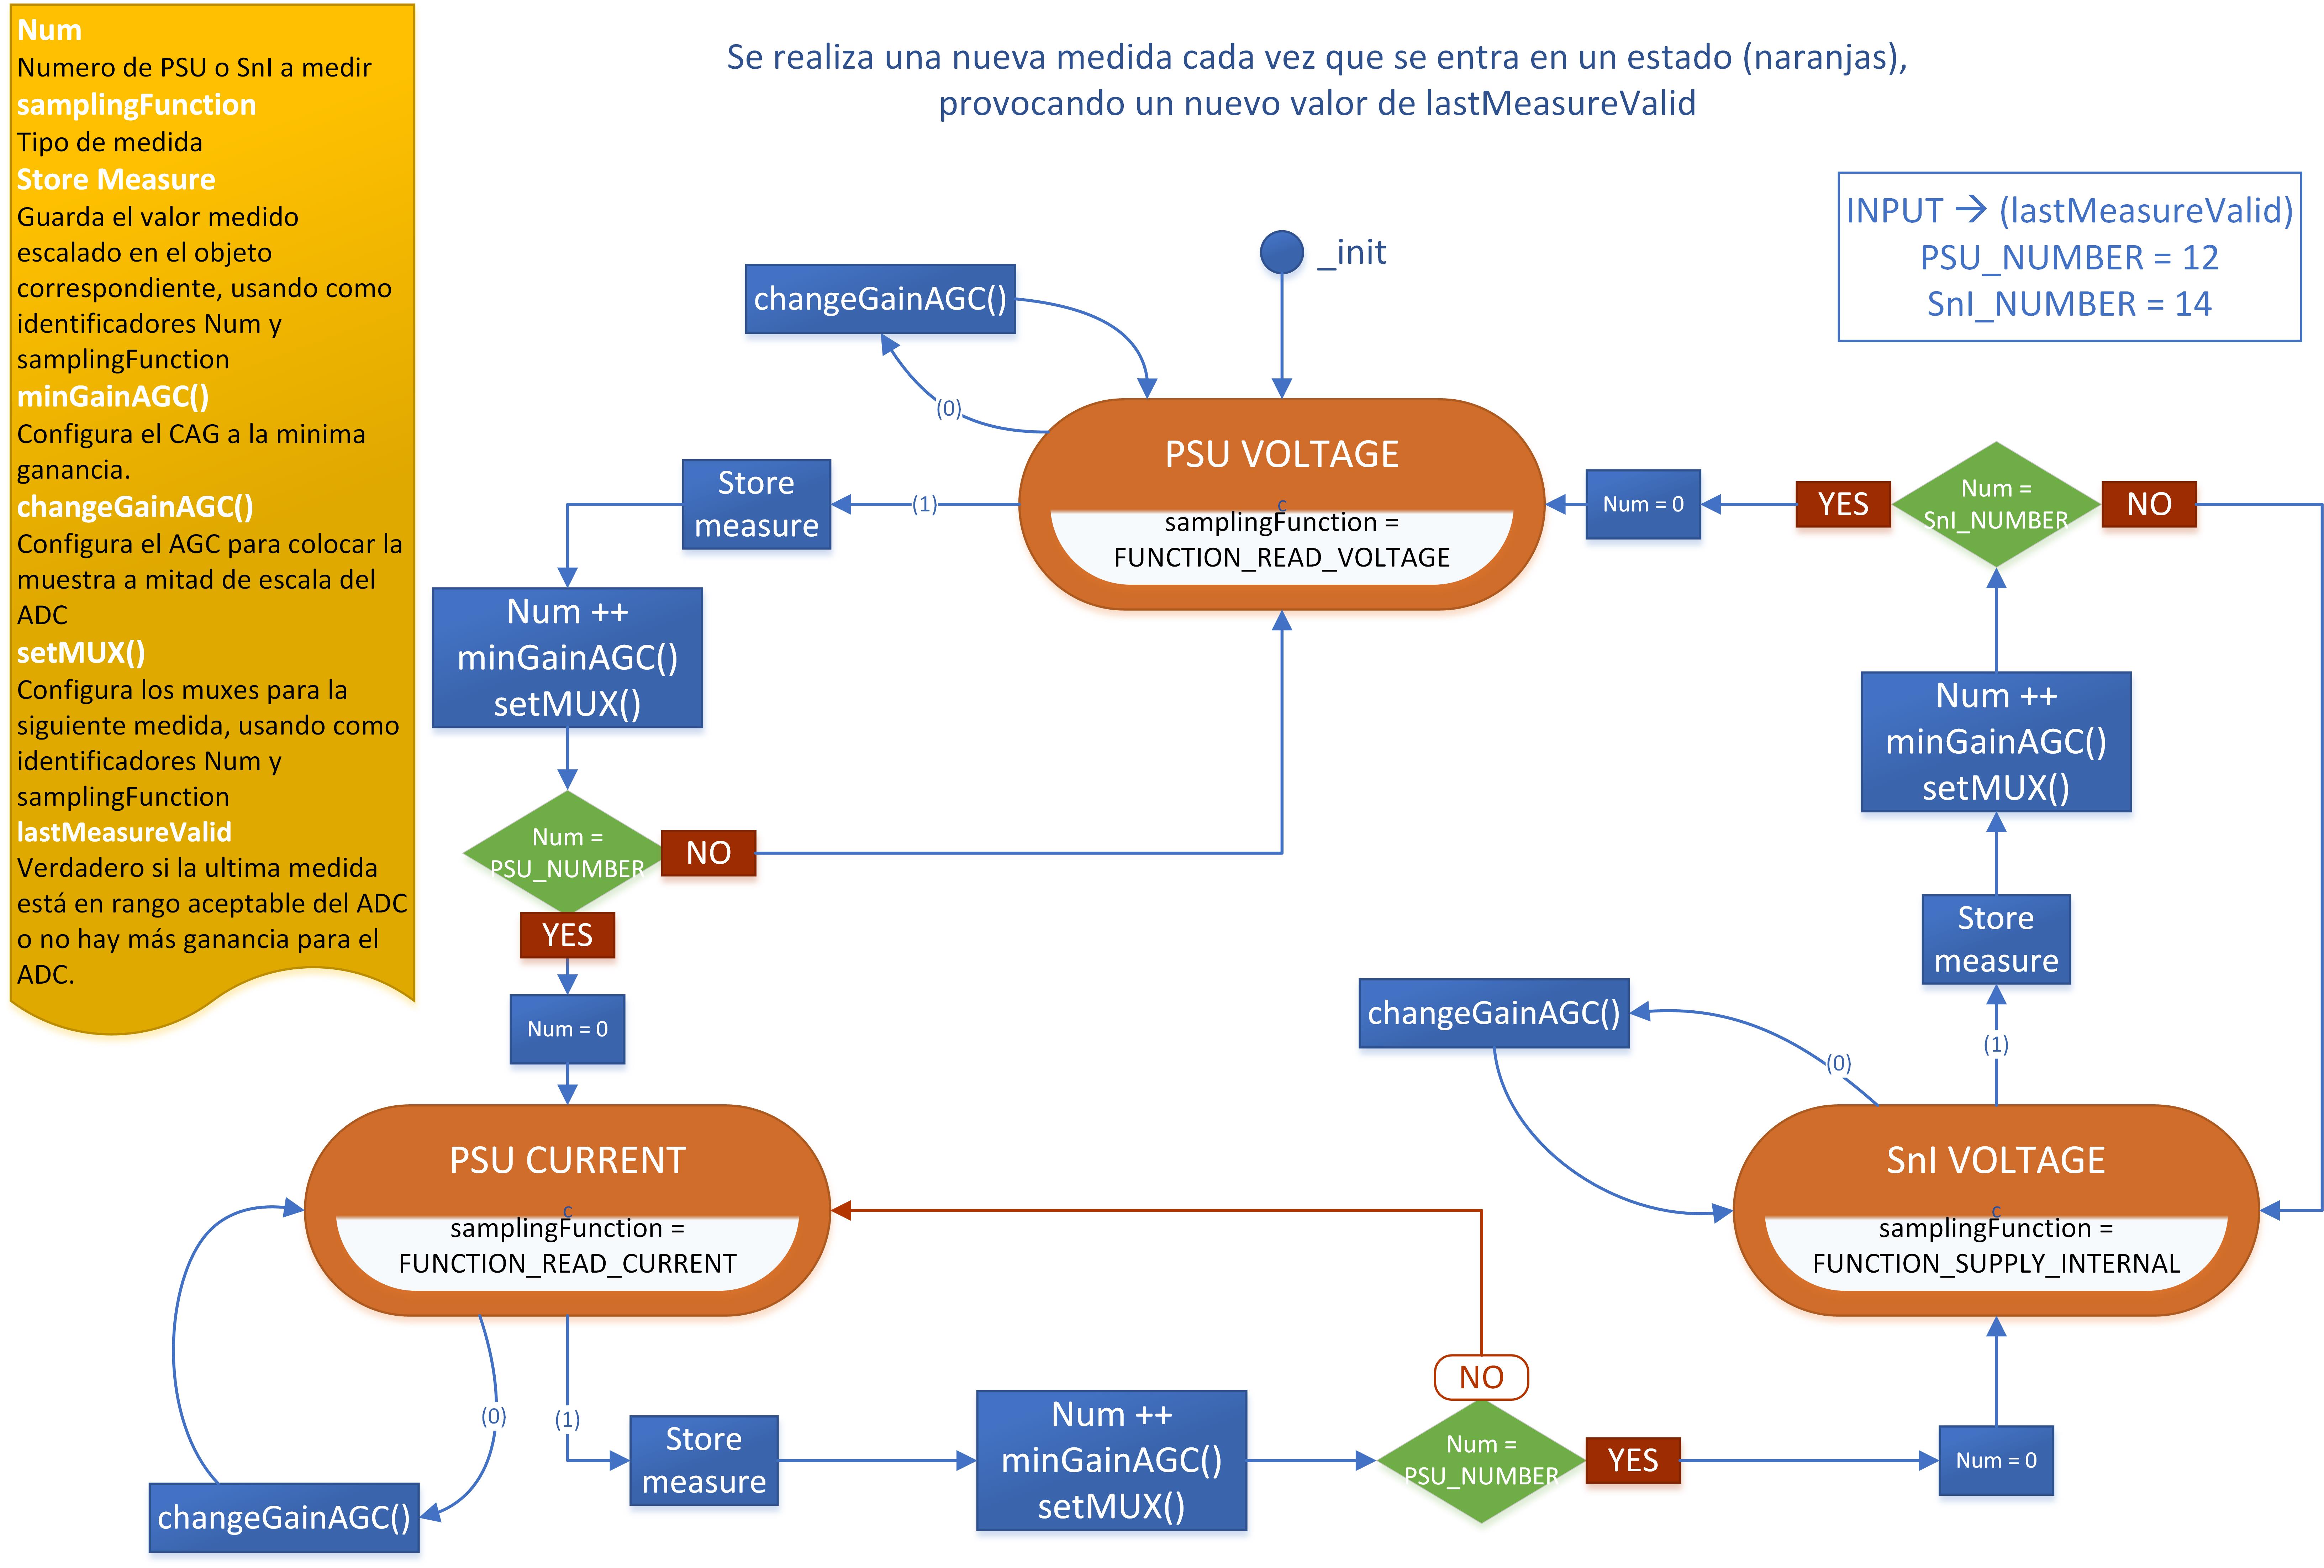 Num
Numero de PSU o SnI a medir
samplingFunction
Tipo de medida
Store Measure
Guarda el valor medido
escalado en el objeto
correspondiente, usando como
identificadores Num y
samplingFunction
minGainAGC()
Configura el CAG a la minima
ganancia.
changeGainAGC()
Configura el AGC para colocar la
muestra a mitad de escala del
ADC
setMUX()
Configura los muxes para la
siguiente medida, usando como
identificadores Num y
samplingFunction
lastMeasureValid
Verdadero si la ultima medida
está en rango aceptable del ADC
o no hay más ganancia para el
ADC.
Se realiza una nueva medida cada vez que se entra en un estado (naranjas),
provocando un nuevo valor de lastMeasureValid
INPUT → (lastMeasureValid)
PSU_NUMBER = 12
SnI_NUMBER = 14
_init
changeGainAGC()
(0)
PSU VOLTAGE
c
samplingFunction =
FUNCTION_READ_VOLTAGE
(1)
Store
measure
Num ++
minGainAGC()
setMUX()
Num =
PSU_NUMBER
NO
YES
Num = 0
PSU CURRENT
c
samplingFunction =
FUNCTION_READ_CURRENT
(0)
changeGainAGC()
(1)
Store
measure
Num ++
minGainAGC()
setMUX()
Num =
PSU_NUMBER
NO
YES
Num = 0
SnI VOLTAGE
c
samplingFunction =
FUNCTION_SUPPLY_INTERNAL
(0)
changeGainAGC()
(1)
Store
measure
Num ++
minGainAGC()
setMUX()
Num =
SnI_NUMBER
NO
YES
Num = 0